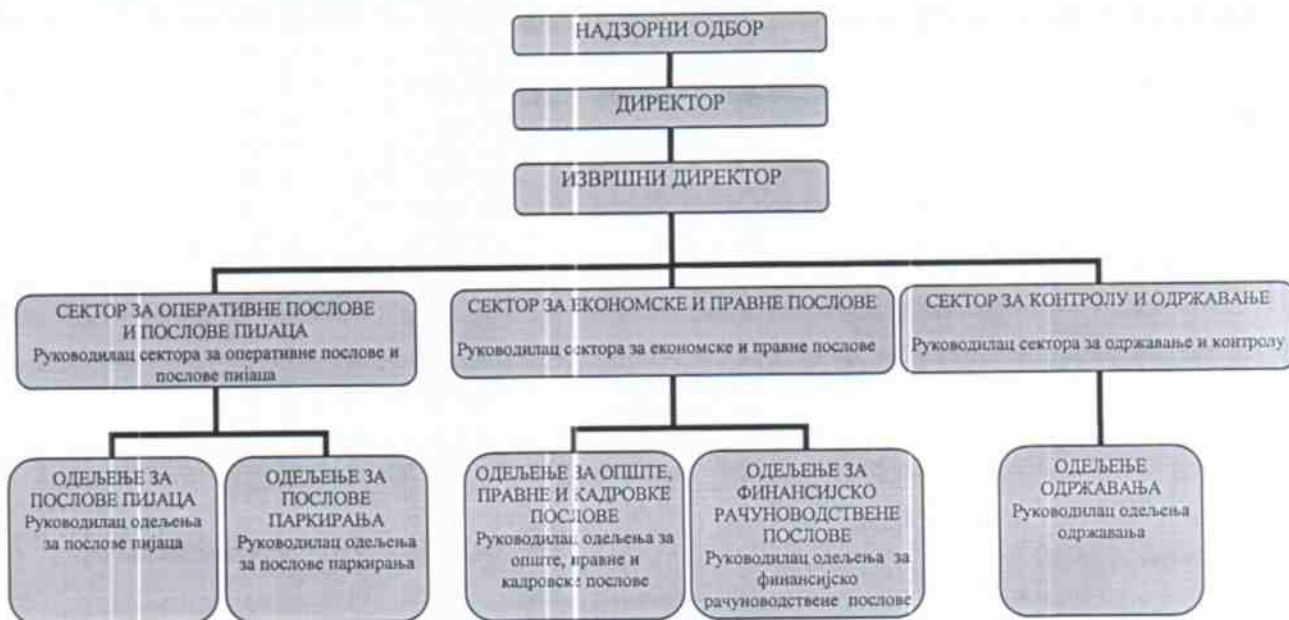 НАДЗОРНИ ОДБОР
ДИРЕКТОР
ИЗВРШНИ ДИРЕКТОР
СЕКТОР ЗА ОПЕРАТИВНЕ ПОСЛОВЕ
И ПОСЛОВЕ ПИЈАЦА
Руководилац сектора за оперативне послове и
послове пијаца
СЕКТОР ЗА ЕКОНОМСКЕ И ПРАВНЕ ПОСЛОВЕ
Руководилац сектора за економске и правне послове
СЕКТОР ЗА КОНТРОЛУ И ОДРЖАВАЊЕ
Руководилац сектора за одржавање и контролу
ОДЕЉЕЊЕ ЗА
ПОСЛОВЕ ПИЈАЦА
Руководилац одељења
за послове пијаца
ОДЕЉЕЊЕ ЗА
ПОСЛОВЕ
ПАРКИРАЊА
Руководилац одељења
за послове паркирања
ОДЕЉЕЊЕ ЗА ОПШТЕ,
ПРАВНЕ И КАДРОВКЕ
ПОСЛОВЕ
Руководилац одељења за
опште, правне и
кадровске послове
ОДЕЉЕЊЕ ЗА
ФИНАНСИЈСКО
РАЧУНОВОДСТВЕНЕ
ПОСЛОВЕ
Руководилац одељења за
финансијско
рачуноводствене послове
ОДЕЉЕЊЕ
ОДРЖАВАЊА
Руководилац одељења
одржавања